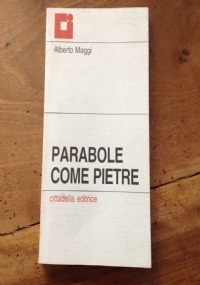 Alberto Maggi
PARABOLE
COME PIETRE
cittadella editrice